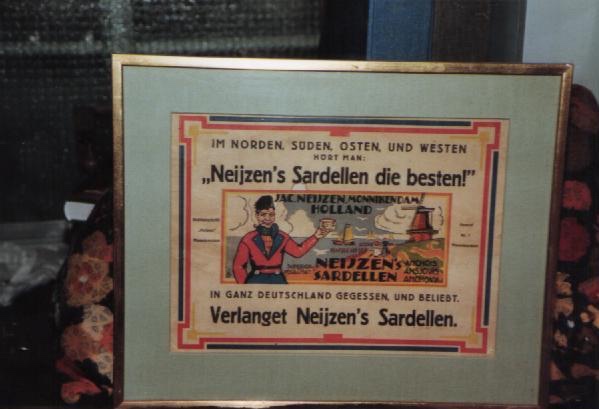 IM NORDEN, SÜDEN, OSTEN, UND WESTEN
HÖRT MAN:
„Neijzen's Sardellen die besten!"
JAC. NEIJZEN, MONNIKENDAM
HOLLAND
NEIJZEN's
SARDELLEN
ANCHOIS
IN GANZ DEUTSCHLAND GEGESSEN, UND BELIEBT.
Verlanget Neijzen's Sardellen.